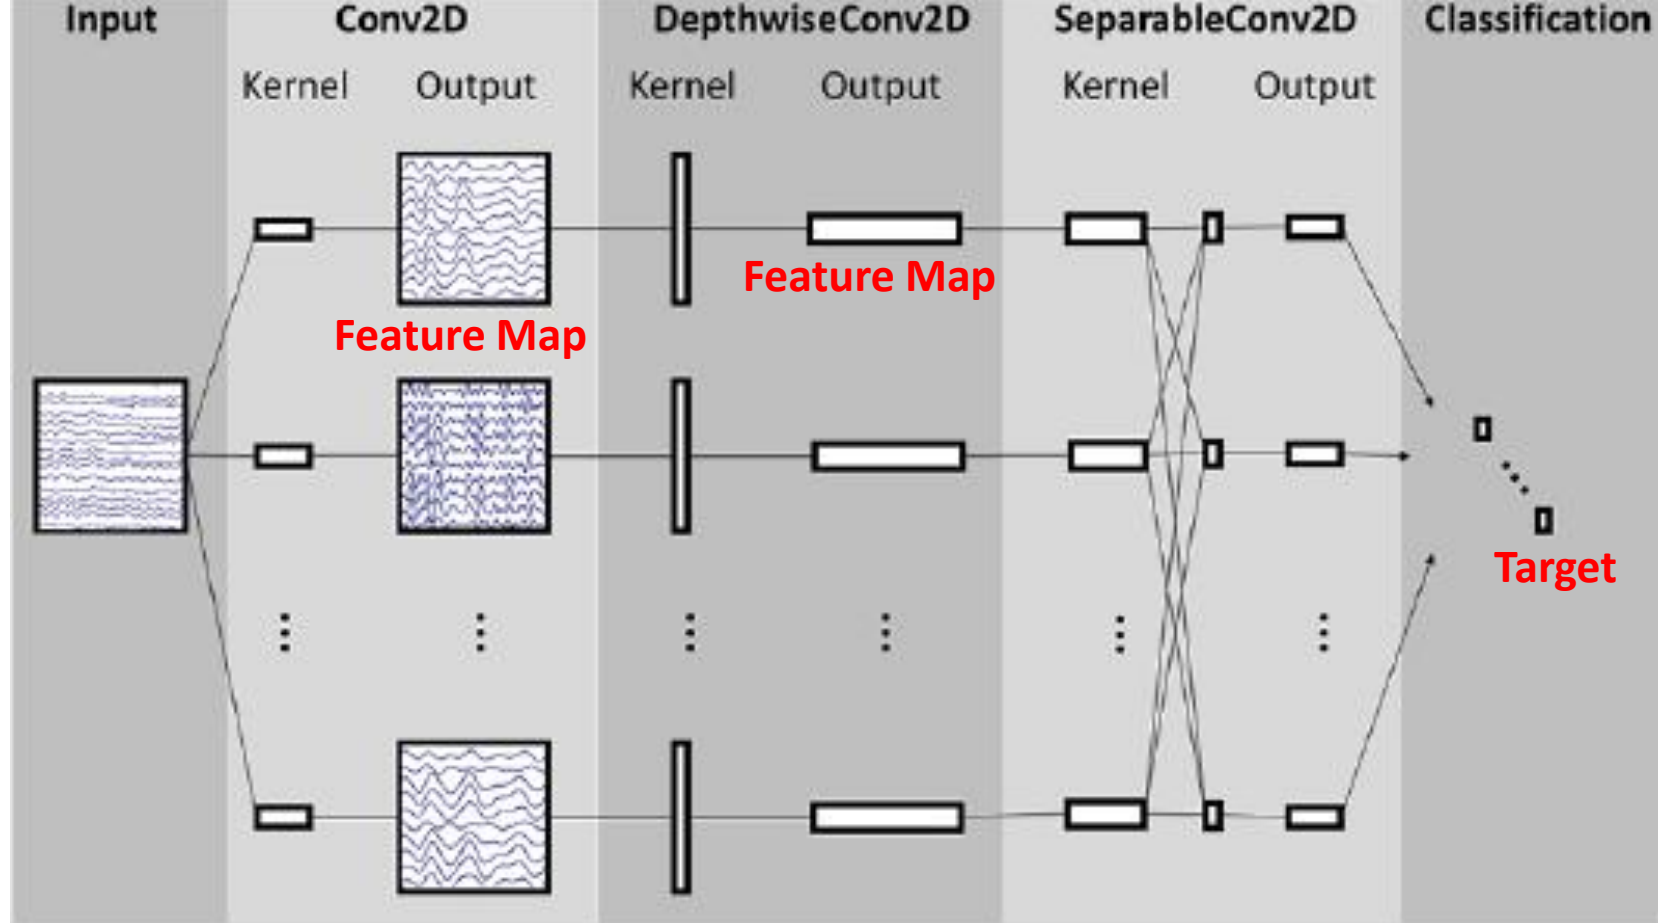 Input Conv2D DepthwiseConv2D SeparableConv2D Classification
Kernel Output Kernel Output Kernel Output
Feature Map
Feature Map
Target